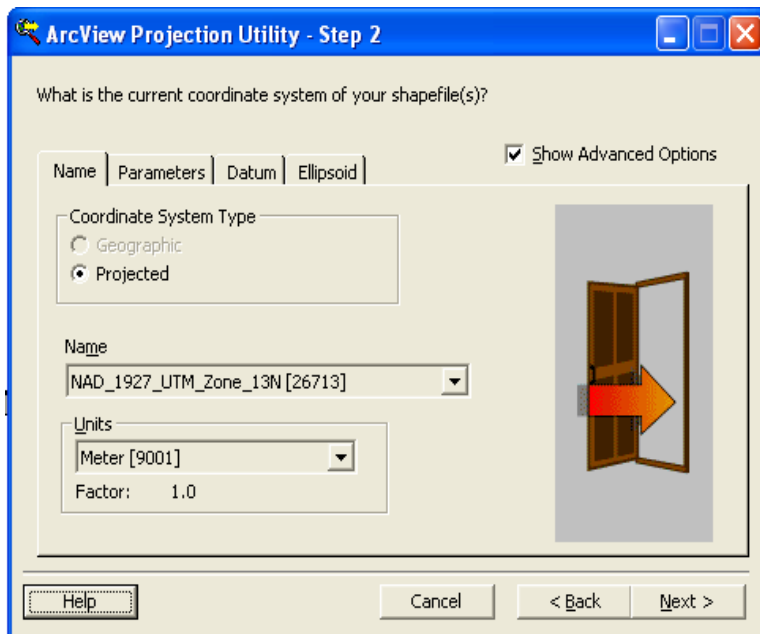 ArcView Projection Utility - Step 2
What is the current coordinate system of your shapefile(s)?
Show Advanced Options
Name Parameters Datum Ellipsoid
Coordinate System Type
Geographic
Projected
Name
NAD_1927_UTM_Zone_13N [26713]
Units
Meter [9001]
Factor: 1.0
Help Cancel < Back Next >